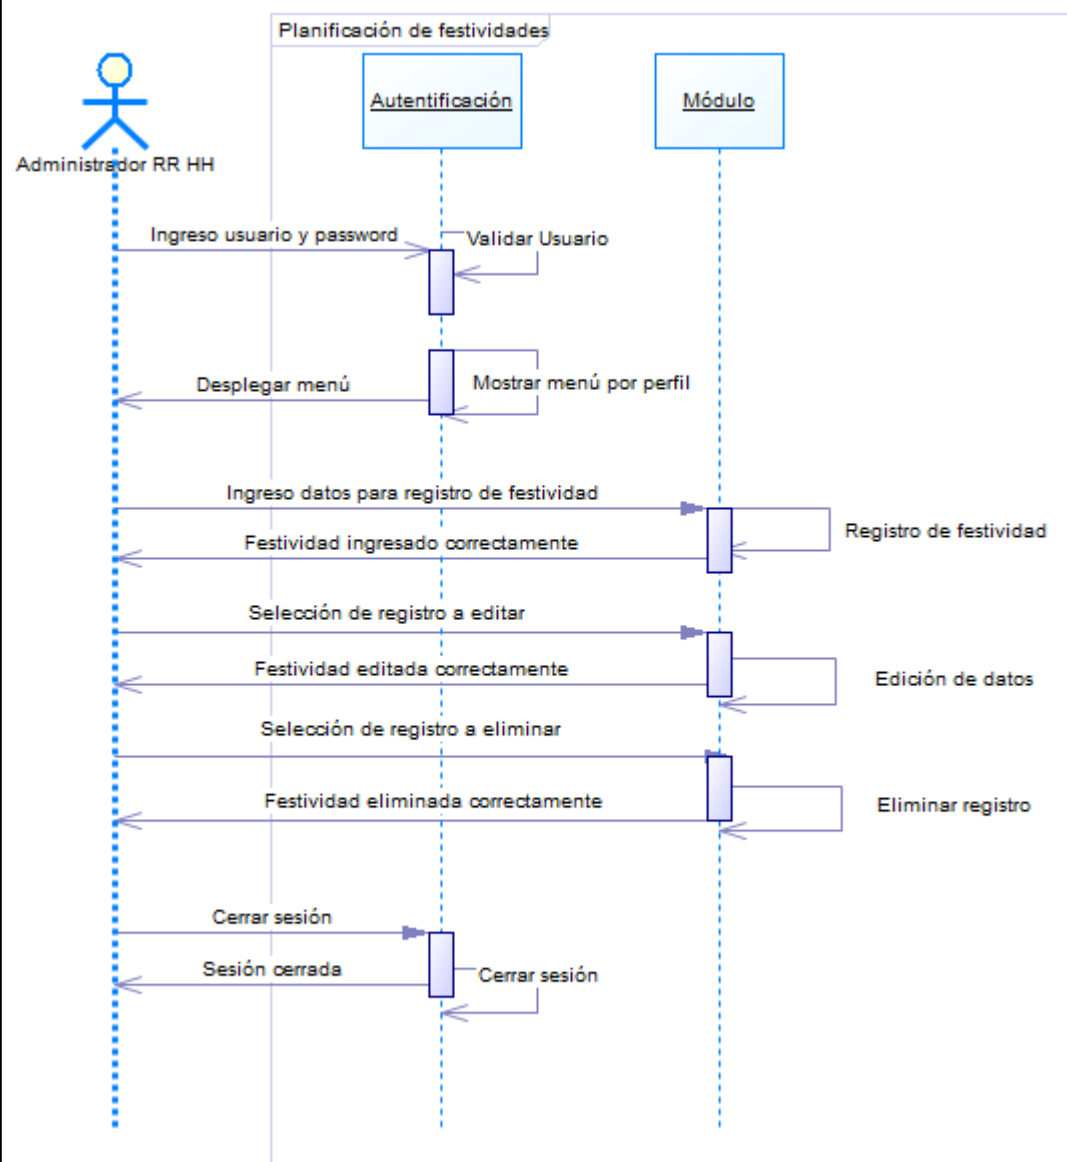 Planificación de festividades
Autentificación
Módulo
Administrador RR HH
Ingreso usuario y password
Validar Usuario
Desplegar menú
Mostrar menú por perfil
Ingreso datos para registro de festividad
Registro de festividad
Festividad ingresado correctamente
Selección de registro a editar
Festividad editada correctamente
Edición de datos
Selección de registro a eliminar
Festividad eliminada correctamente
Eliminar registro
Cerrar sesión
Sesión cerrada
Cerrar sesión